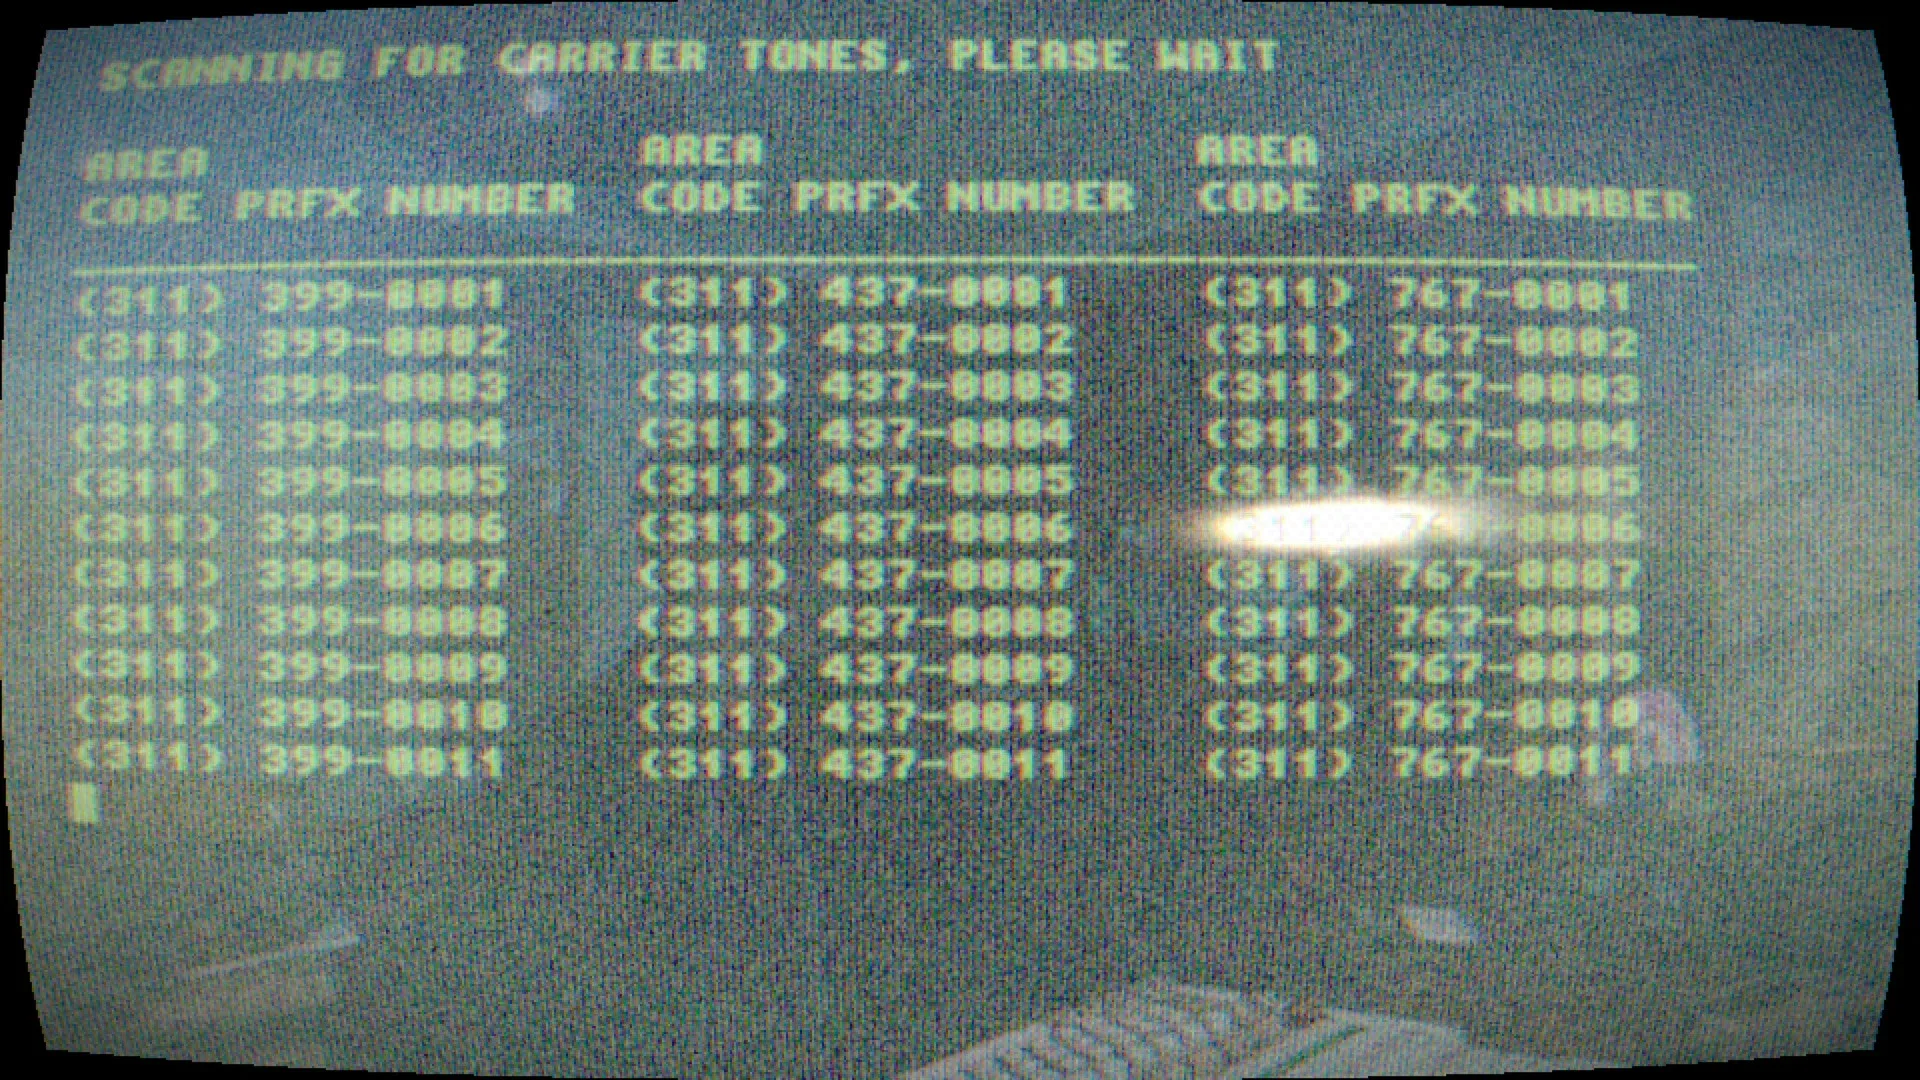 SCANNING FOR CARRIER TONES, PLEASE WAIT
AREA AREA AREA
CODE PRFX NUMBER CODE PRFX NUMBER CODE PRFX NUMBER
(311) 399-0001 (311) 437-0001 (311) 767-0001
(311) 399-0002 (311) 437-0002 (311) 767-0002
(311) 399-0003 (311) 437-0003 (311) 767-0003
(311) 399-0004 (311) 437-0004 (311) 767-0004
(311) 399-0005 (311) 437-0005 (311) 767-0005
(311) 399-0006 (311) 437-0006 (311) 767-0006
(311) 399-0007 (311) 437-0007 (311) 767-0007
(311) 399-0008 (311) 437-0008 (311) 767-0008
(311) 399-0009 (311) 437-0009 (311) 767-0009
(311) 399-0010 (311) 437-0010 (311) 767-0010
(311) 399-0011 (311) 437-0011 (311) 767-0011